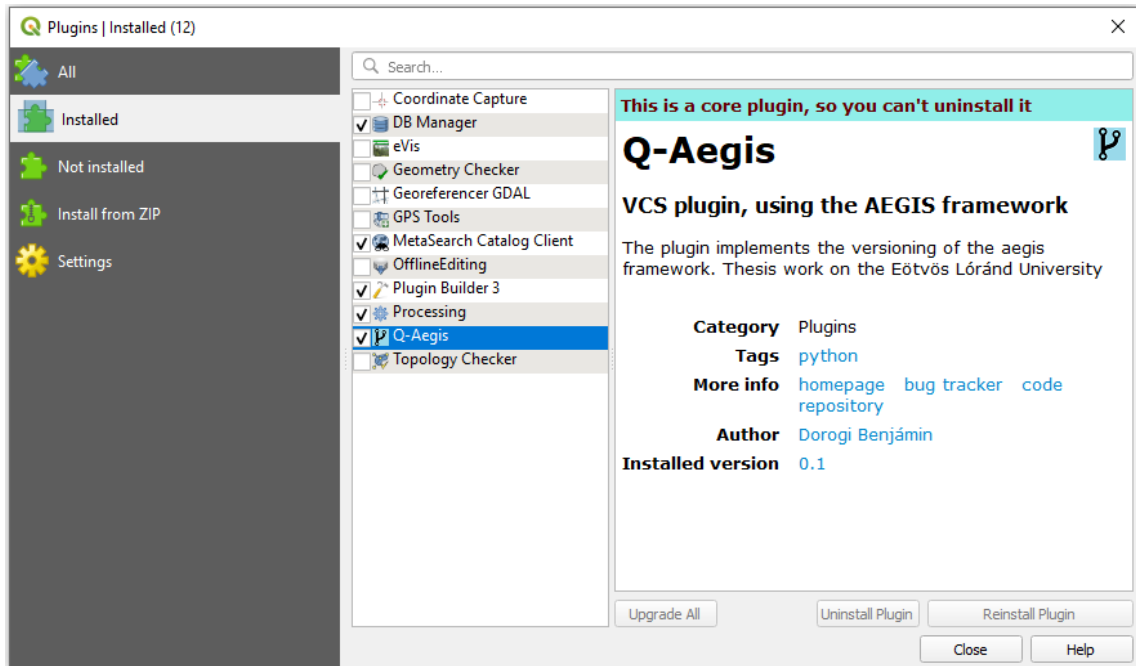 Plugins | Installed (12)
All
Installed
Not installed
Install from ZIP
Settings
Search...
Coordinate Capture
DB Manager
eVis
Geometry Checker
Georeferencer GDAL
GPS Tools
MetaSearch Catalog Client
OfflineEditing
Plugin Builder 3
Processing
Q-Aegis
Topology Checker
This is a core plugin, so you can't uninstall it
Q-Aegis
VCS plugin, using the AEGIS framework
The plugin implements the versioning of the aegis
framework. Thesis work on the Eötvös Lóránd University
Category Plugins
Tags python
More info homepage bug tracker code
repository
Author Dorogi Benjámin
Installed version 0.1
Upgrade All Uninstall Plugin Reinstall Plugin
Close Help